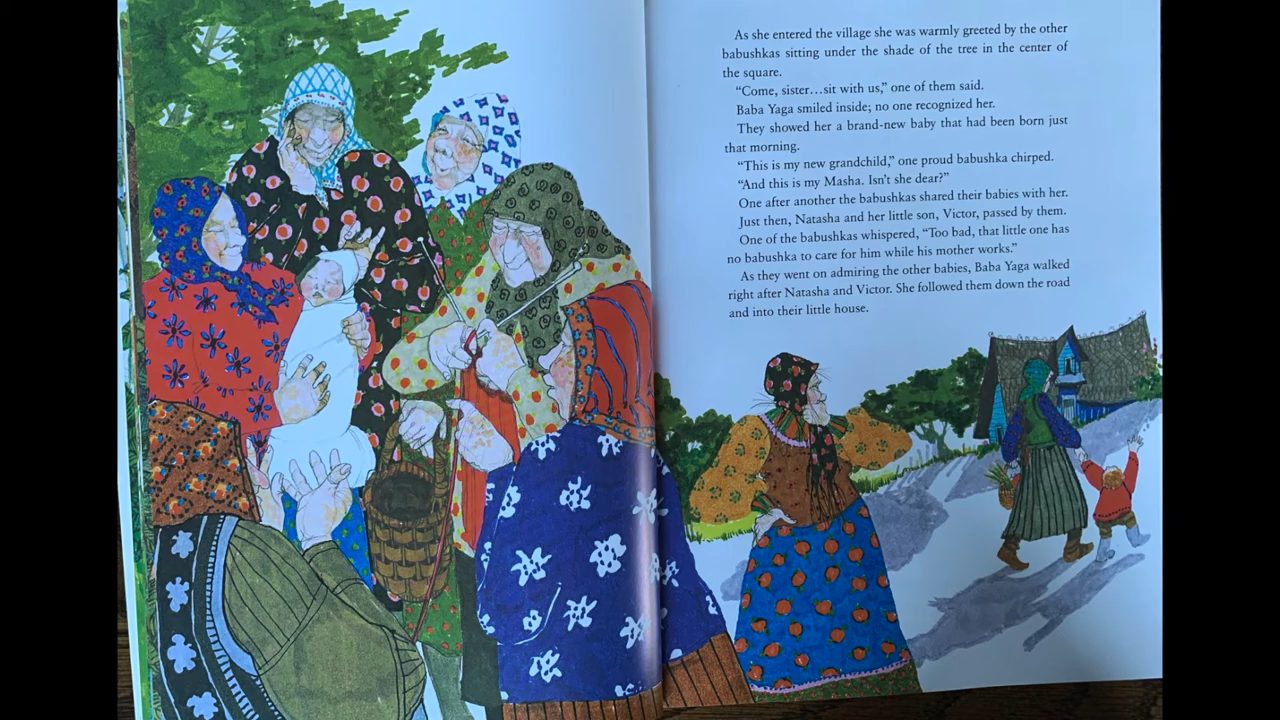 As she entered the village she was warmly greeted by the other
babushkas sitting under the shade of the tree in the center of
the square.
“Come, sister…sit with us,” one of them said.
Baba Yaga smiled inside; no one recognized her.
They showed her a brand-new baby that had been born just
that morning.
“This is my new grandchild,” one proud babushka chirped.
“And this is my Masha. Isn’t she dear?”
One after another the babushkas shared their babies with her.
Just then, Natasha and her little son, Victor, passed by them.
One of the babushkas whispered, “Too bad, that little one has
no babushka to care for him while his mother works.”
As they went on admiring the other babies, Baba Yaga walked
right after Natasha and Victor. She followed them down the road
and into their little house.